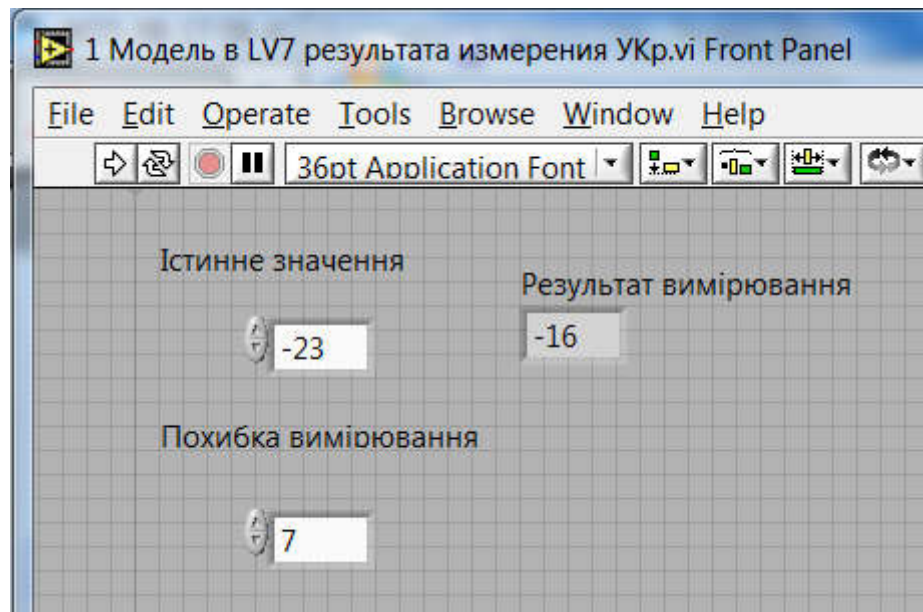 1 Модель в LV7 результата измерения УКр.vi Front Panel
File Edit Operate Tools Browse Window Help
36pt Application Font
Істинне значення
Результат вимірювання
-23
-16
Похибка вимірювання
7